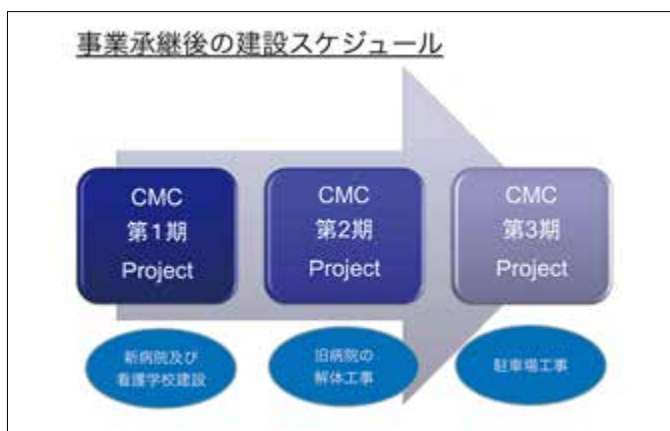 事業承継後の建設スケジュール
CMC
第1期
Project
CMC
第2期
Project
CMC
第3期
Project
新病院及び
看護学校建設
旧病院の
解体工事
駐車場工事